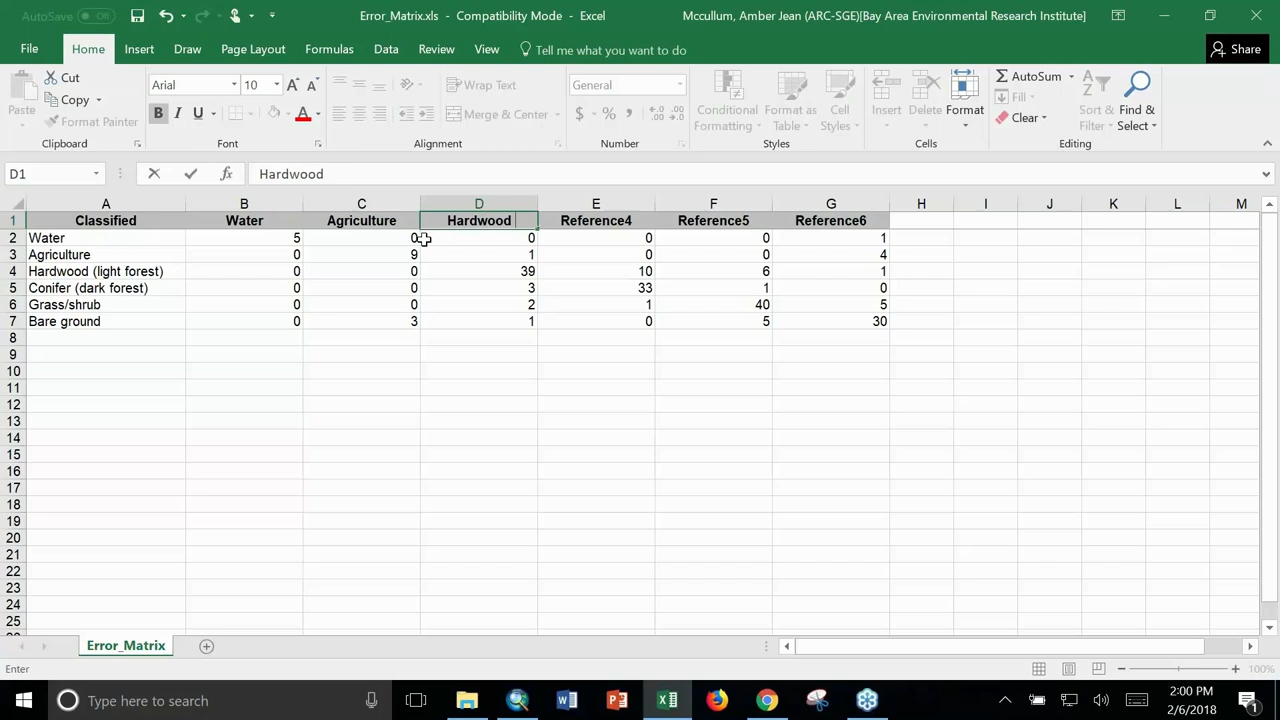 AutoSave Off Error_Matrix.xls - Compatibility Mode - Excel Mccullum, Amber Jean (ARC-SGE)[Bay Area Environmental Research Institute]
File Home Insert Draw Page Layout Formulas Data Review View Tell me what you want to do Share
Paste Cut Copy Format Painter Clipboard
Arial 10 B I U A Font
Wrap Text Merge & Center Alignment
General $ % , Number
Conditional Formatting Format as Table Cell Styles Styles
Insert Delete Format Cells
AutoSum Fill Clear Sort & Filter Find & Select Editing
D1 fx Hardwood
A B C D E F G H I J K L M
1 Classified Water Agriculture Hardwood Reference4 Reference5 Reference6
2 Water 5 0 0 0 0 1
3 Agriculture 0 9 1 0 0 4
4 Hardwood (light forest) 0 0 39 10 6 1
5 Conifer (dark forest) 0 0 3 33 1 0
6 Grass/shrub 0 0 2 1 40 5
7 Bare ground 0 3 1 0 5 30
8
9
10
11
12
13
14
15
16
17
18
19
20
21
22
23
24
25
Error_Matrix
Enter 100%
Type here to search 2:00 PM
2/6/2018 1